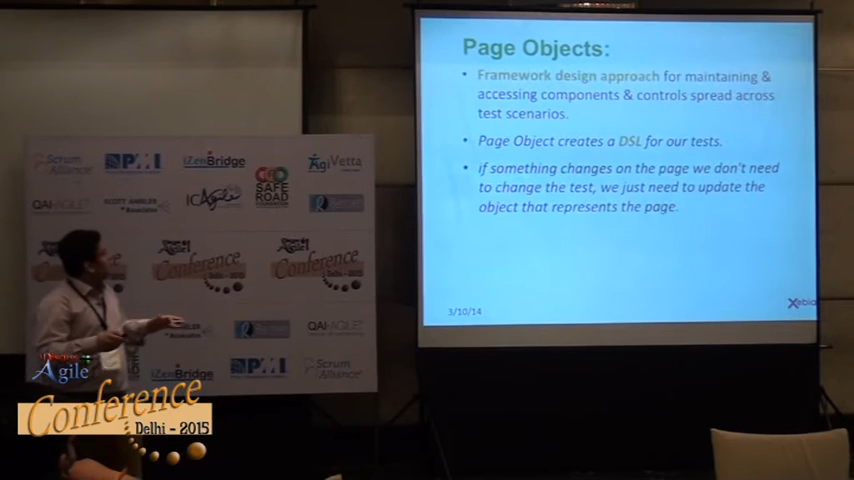 Page Objects:
• Framework design approach for maintaining &
accessing components & controls spread across
test scenarios.
• Page Object creates a DSL for our tests.
• if something changes on the page we don't need
to change the test, we just need to update the
object that represents the page.
3/10/14
Xebia
Scrum
Alliance
PMI
iZenBridge
AgiVetta
QAI-AGILE
SCOTT AMBLER
+ Associates
ICAgile
SAFE
ROAD
Conference
Delhi - 2015
Conference
Delhi - 2015
QAI-AGILE
iZenBridge
PMI
Scrum
Alliance
Agile
Conference
Delhi - 2015